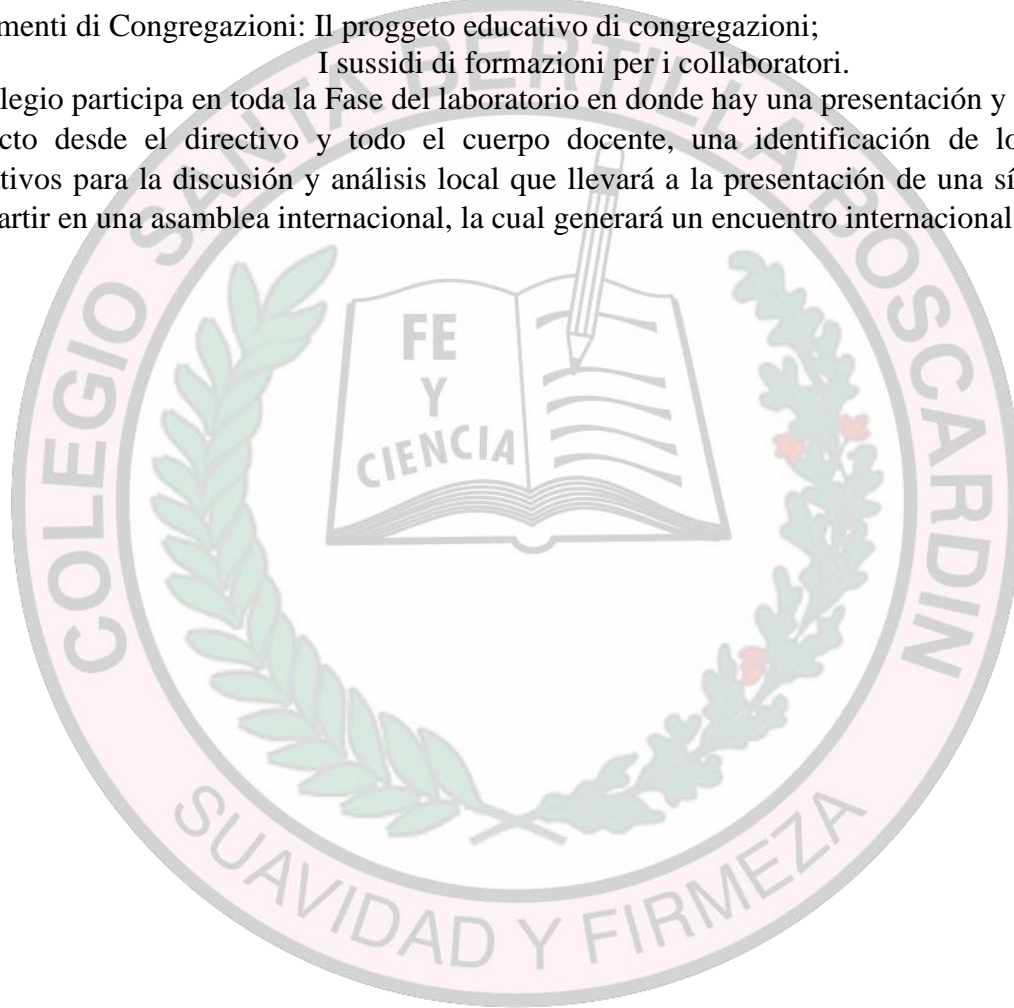 menti di Congregazioni: Il proggeto educativo di congregazioni;
I sussidi di formazioni per i collaboratori.
legio participa en toda la Fase del laboratorio en donde hay una presentación y
cto desde el directivo y todo el cuerpo docente, una identificación de lo
tivos para la discusión y análisis local que llevará a la presentación de una sí
artir en una asamblea internacional, la cual generará un encuentro internacional
COLEGIO SANTA BERTILLA BOSCARDIN
FE
Y
CIENCIA
SUAVIDAD Y FIRMEZA